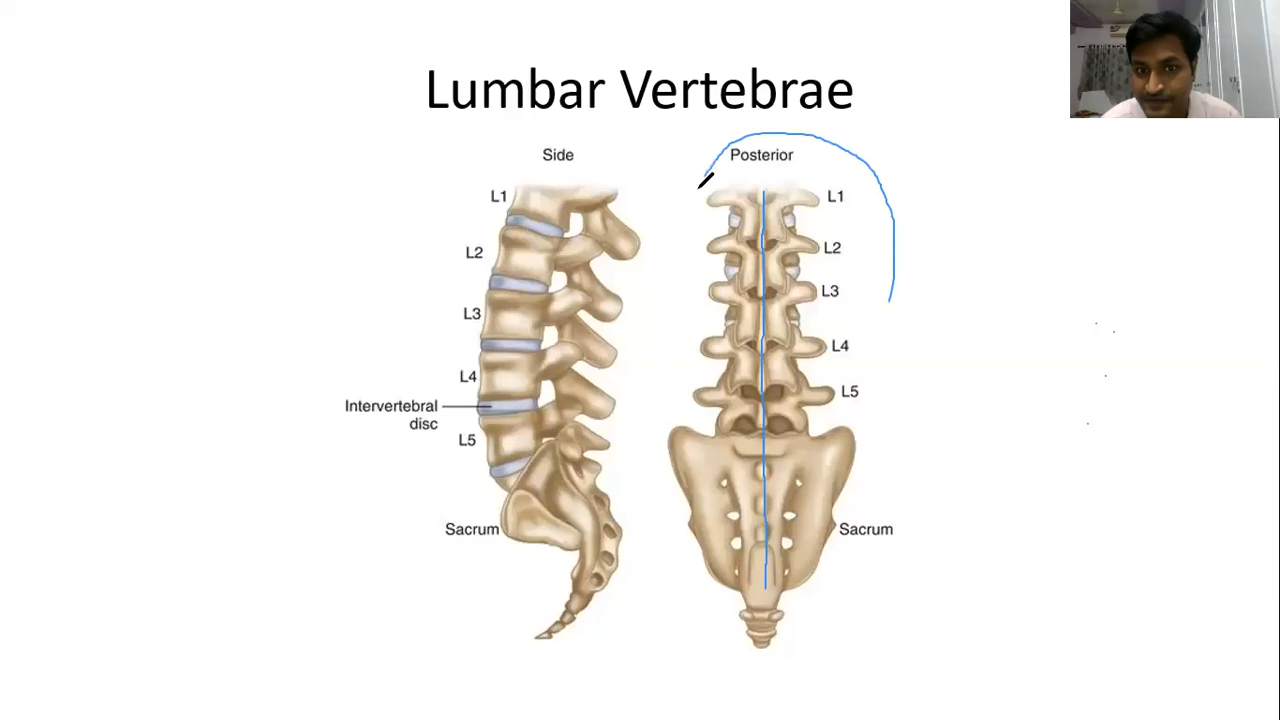 Lumbar Vertebrae
Side
L1
L2
L3
L4
Intervertebral
disc
L5
Sacrum
Posterior
L1
L2
L3
L4
L5
Sacrum